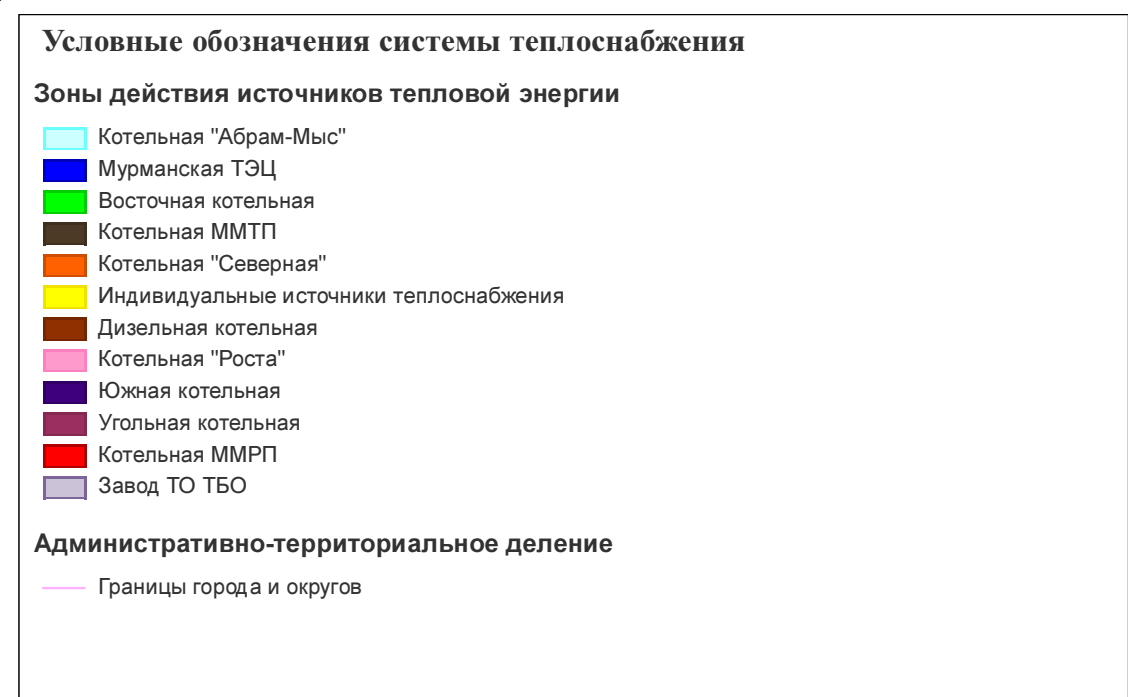 Условные обозначения системы теплоснабжения
Зоны действия источников тепловой энергии
Котельная "Абрам-Мыс"
Мурманская ТЭЦ
Восточная котельная
Котельная ММТП
Котельная "Северная"
Индивидуальные источники теплоснабжения
Дизельная котельная
Котельная "Роста"
Южная котельная
Угольная котельная
Котельная ММРП
Завод ТО ТБО
Административно-территориальное деление
Границы города и округов